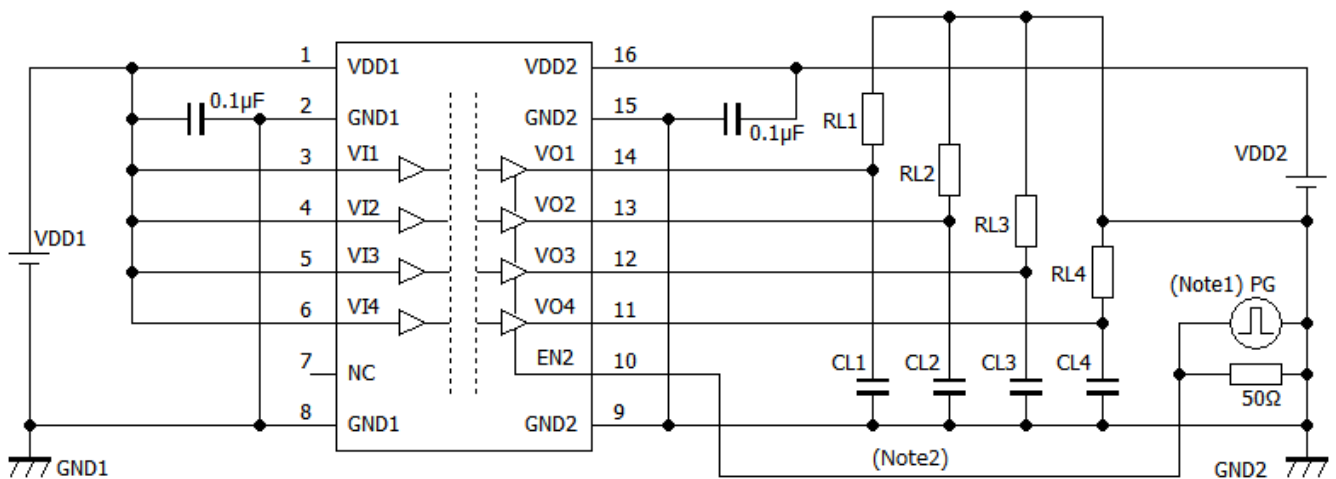 1 VDD1 VDD2 16
0.1µF 2 GND1 GND2 15 0.1µF RL1
3 VI1 VO1 14 RL2 VDD2
4 VI2 VO2 13 RL3
VDD1
5 VI3 VO3 12 RL4
(Note1) PG
6 VI4 VO4 11
7 NC EN2 10 CL1 CL2 CL3 CL4
50Ω
8 GND1 GND2 9
(Note2)
GND1 GND2